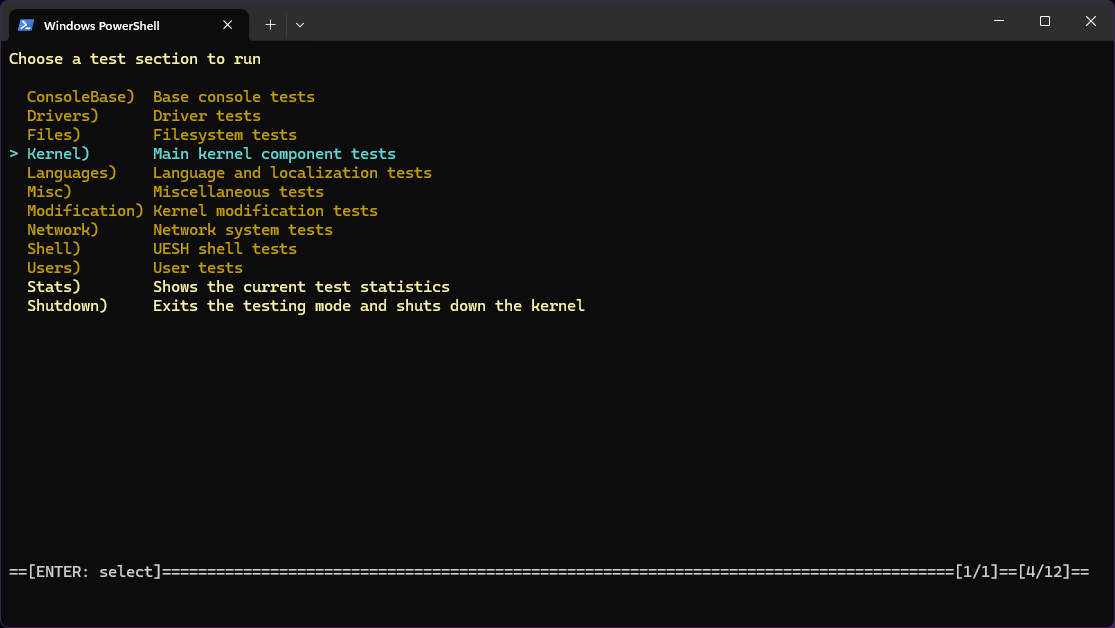 Windows PowerShell
Choose a test section to run
ConsoleBase) Base console tests
Drivers) Driver tests
Files) Filesystem tests
> Kernel) Main kernel component tests
Languages) Language and localization tests
Misc) Miscellaneous tests
Modification) Kernel modification tests
Network) Network system tests
Shell) UESH shell tests
Users) User tests
Stats) Shows the current test statistics
Shutdown) Exits the testing mode and shuts down the kernel
==[ENTER: select]========================================================================================[1/1]==[4/12]==